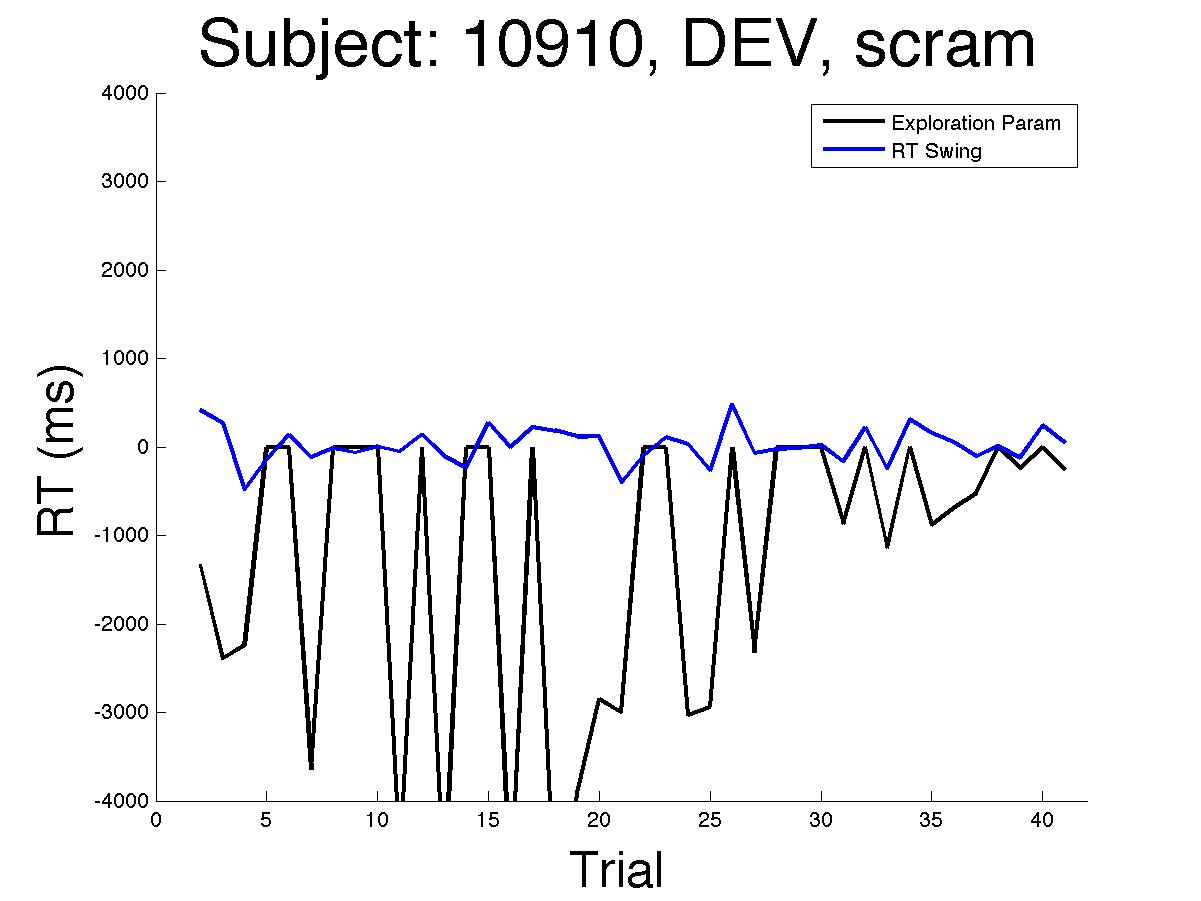 Subject: 10910, DEV, scram
4000
3000
2000
1000
0
-1000
-2000
-3000
-4000
RT (ms)
Exploration Param
RT Swing
0 5 10 15 20 25 30 35 40
Trial